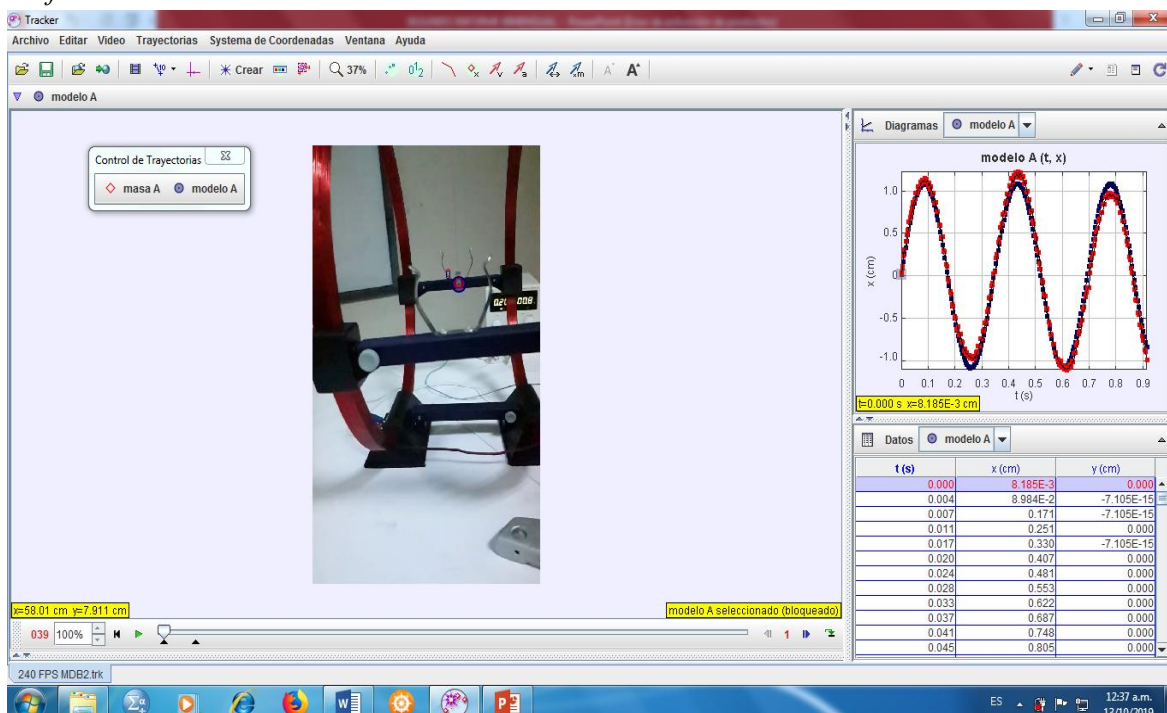 Tracker
Archivo Editar Video Trayectorias Systema de Coordenadas Ventana Ayuda
Crear 37%
modelo A
Control de Trayectorias
masa A modelo A
Diagramas modelo A
modelo A (t, x)
x (cm)
1.0
0.5
0
-0.5
-1.0
0 0.1 0.2 0.3 0.4 0.5 0.6 0.7 0.8 0.9
t (s)
t=0.000 s x=8.185E-3 cm
Datos modelo A
t (s) x (cm) y (cm)
0.000 8.185E-3 0.000
0.004 8.984E-2 -7.105E-15
0.007 0.171 -7.105E-15
0.011 0.251 0.000
0.017 0.330 -7.105E-15
0.020 0.407 0.000
0.024 0.481 0.000
0.028 0.553 0.000
0.033 0.622 0.000
0.037 0.687 0.000
0.041 0.748 0.000
0.045 0.805 0.000
x=58.01 cm y=7.911 cm
modelo A seleccionado (bloqueado)
039 100% 1
240 FPS MDB2.trk
ES 12:37 a.m.